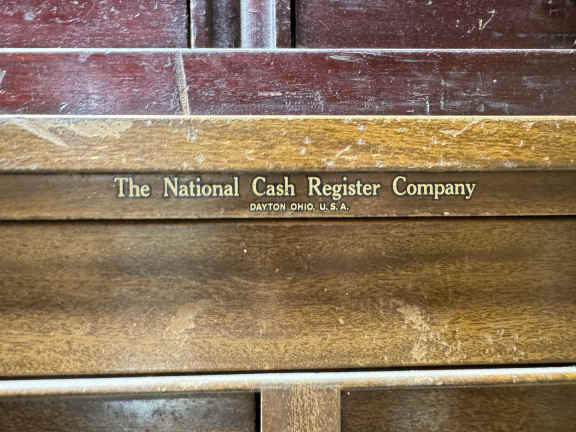 The National Cash Register Company
DAYTON OHIO, U.S.A.